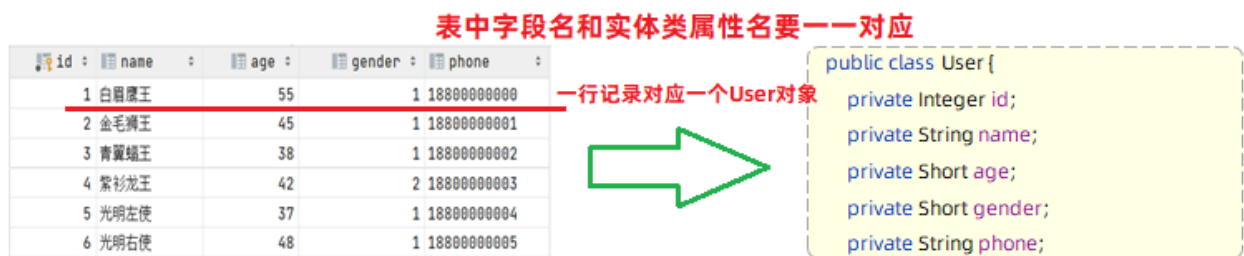 表中字段名和实体类属性名要一一对应
id name age gender phone
1 白眉鹰王 55 1 18800000000
2 金毛狮王 45 1 18800000001
3 青翼蝠王 38 1 18800000002
4 紫衫龙王 42 2 18800000003
5 光明左使 37 1 18800000004
6 光明右使 48 1 18800000005
一行记录对应一个User对象
public class User {
private Integer id;
private String name;
private Short age;
private Short gender;
private String phone;